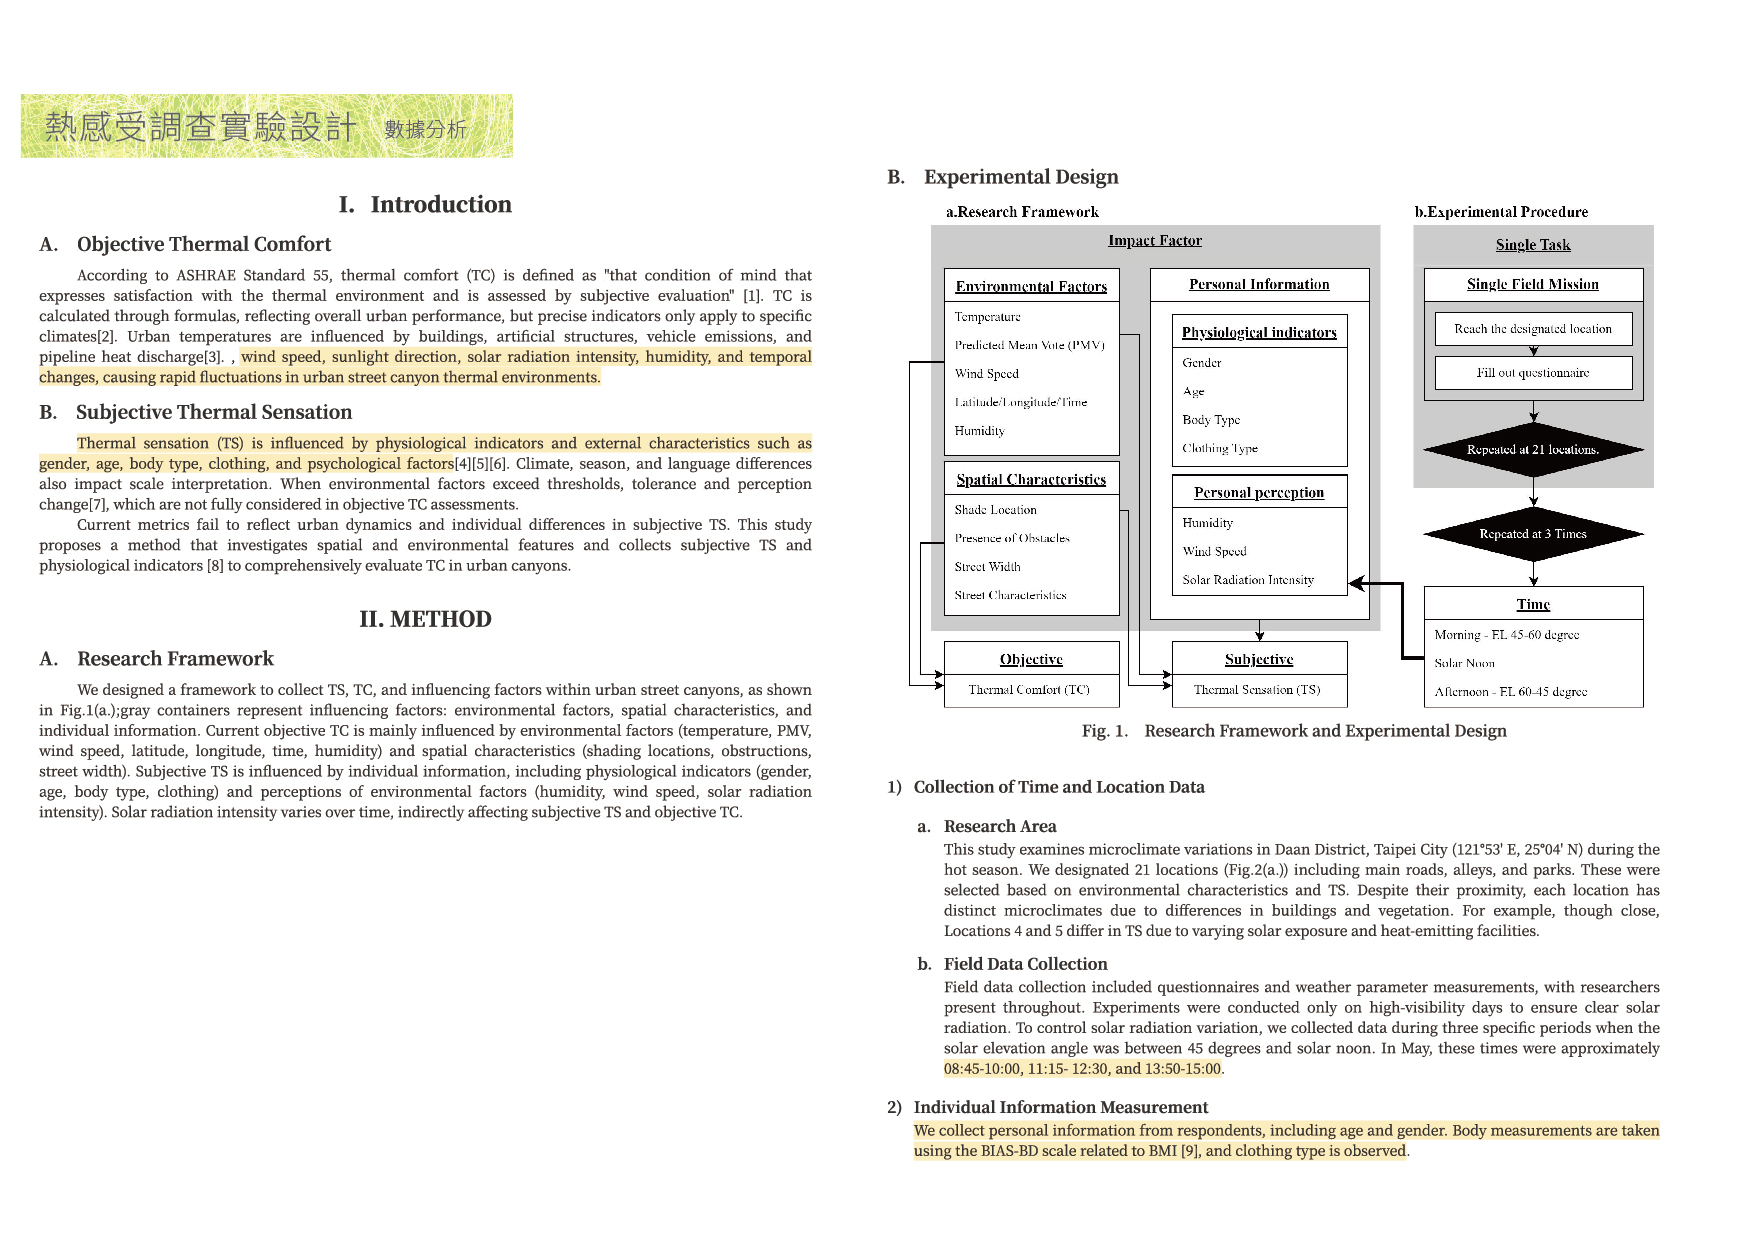 熱感受調查實驗設計 數據分析
I. Introduction
A. Objective Thermal Comfort
According to ASHRAE Standard 55, thermal comfort (TC) is defined as "that condition of mind that
expresses satisfaction with the thermal environment and is assessed by subjective evaluation" [1]. TC is
calculated through formulas, reflecting overall urban performance, but precise indicators only apply to specific
climates[2]. Urban temperatures are influenced by buildings, artificial structures, vehicle emissions, and
pipeline heat discharge[3]. , wind speed, sunlight direction, solar radiation intensity, humidity, and temporal
changes, causing rapid fluctuations in urban street canyon thermal environments.
B. Subjective Thermal Sensation
Thermal sensation (TS) is influenced by physiological indicators and external characteristics such as
gender, age, body type, clothing, and psychological factors[4][5][6]. Climate, season, and language differences
also impact scale interpretation. When environmental factors exceed thresholds, tolerance and perception
change[7], which are not fully considered in objective TC assessments.
Current metrics fail to reflect urban dynamics and individual differences in subjective TS. This study
proposes a method that investigates spatial and environmental features and collects subjective TS and
physiological indicators [8] to comprehensively evaluate TC in urban canyons.
II. METHOD
A. Research Framework
We designed a framework to collect TS, TC, and influencing factors within urban street canyons, as shown
in Fig.1(a.);gray containers represent influencing factors: environmental factors, spatial characteristics, and
individual information. Current objective TC is mainly influenced by environmental factors (temperature, PMV,
wind speed, latitude, longitude, time, humidity) and spatial characteristics (shading locations, obstructions,
street width). Subjective TS is influenced by individual information, including physiological indicators (gender,
age, body type, clothing) and perceptions of environmental factors (humidity, wind speed, solar radiation
intensity). Solar radiation intensity varies over time, indirectly affecting subjective TS and objective TC.
B. Experimental Design
a.Research Framework
Impact Factor
Environmental Factors
Temperature
Predicted Mean Vote (PMV)
Wind Speed
Latitude/Longitude/Time
Humidity
Spatial Characteristics
Shade Location
Presence of Obstacles
Street Width
Street Characteristics
Personal Information
Physiological indicators
Gender
Age
Body Type
Clothing Type
Personal perception
Humidity
Wind Speed
Solar Radiation Intensity
Objective
Thermal Comfort (TC)
Subjective
Thermal Sensation (TS)
b.Experimental Procedure
Single Task
Single Field Mission
Reach the designated location
Fill out questionnaire
Repeated at 21 locations.
Repeated at 3 Times
Time
Morning - EL 45-60 degree
Solar Noon
Afternoon - EL 60-45 degree
Fig. 1. Research Framework and Experimental Design
1) Collection of Time and Location Data
a. Research Area
This study examines microclimate variations in Daan District, Taipei City (121°53' E, 25°04' N) during the
hot season. We designated 21 locations (Fig.2(a.)) including main roads, alleys, and parks. These were
selected based on environmental characteristics and TS. Despite their proximity, each location has
distinct microclimates due to differences in buildings and vegetation. For example, though close,
Locations 4 and 5 differ in TS due to varying solar exposure and heat-emitting facilities.
b. Field Data Collection
Field data collection included questionnaires and weather parameter measurements, with researchers
present throughout. Experiments were conducted only on high-visibility days to ensure clear solar
radiation. To control solar radiation variation, we collected data during three specific periods when the
solar elevation angle was between 45 degrees and solar noon. In May, these times were approximately
08:45-10:00, 11:15- 12:30, and 13:50-15:00.
2) Individual Information Measurement
We collect personal information from respondents, including age and gender. Body measurements are taken
using the BIAS-BD scale related to BMI [9], and clothing type is observed.